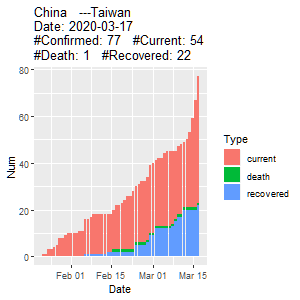 China   ---Taiwan
Date: 2020-03-17
#Confirmed: 77   #Current: 54
#Death: 1   #Recovered: 22
80
60
40
20
0
Num
Feb 01
Feb 15
Mar 01
Mar 15
Date
Type
current
death
recovered